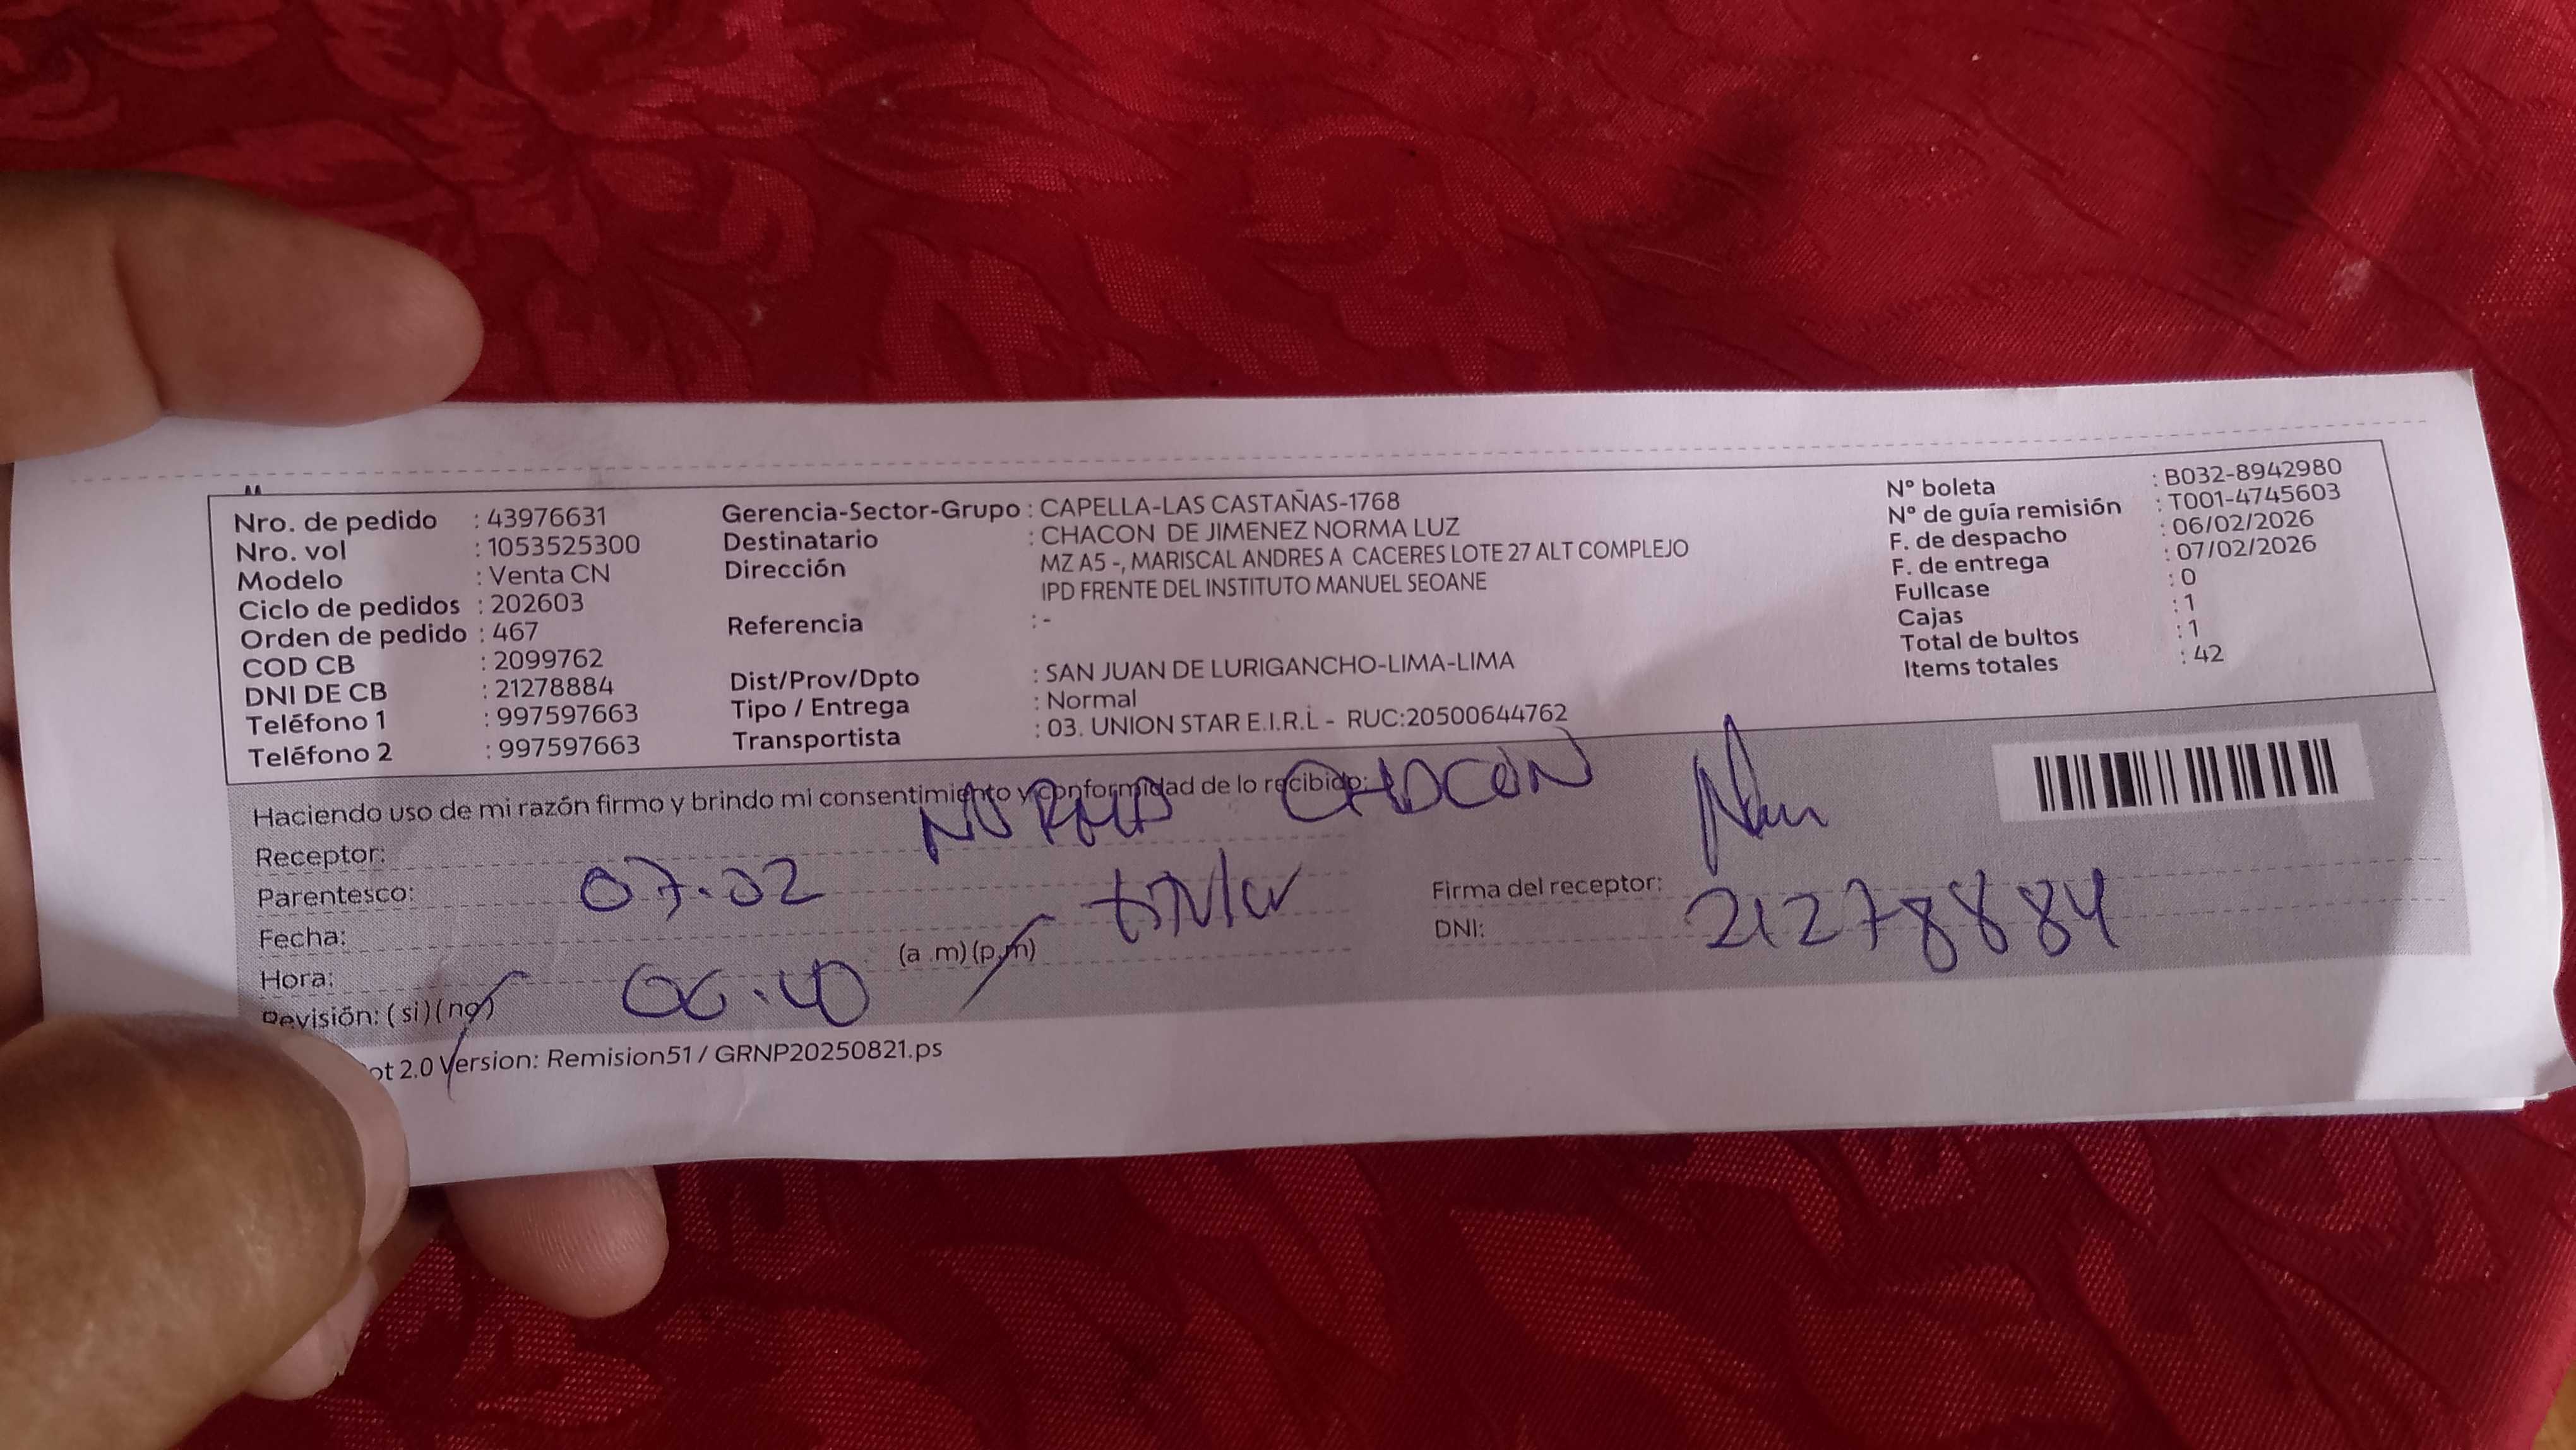 Nro. de pedido : 43976631
Nro. vol : 1053525300
Modelo : Venta CN
Ciclo de pedidos : 202603
Orden de pedido : 467
COD CB : 2099762
DNI DE CB : 21278884
Teléfono 1 : 997597663
Teléfono 2 : 997597663
Gerencia-Sector-Grupo : CAPELLA-LAS CASTAÑAS-1768
Destinatario : CHACON DE JIMENEZ NORMA LUZ
Dirección MZ A5 -, MARISCAL ANDRES A CACERES LOTE 27 ALT COMPLEJO
IPD FRENTE DEL INSTITUTO MANUEL SEOANE
Referencia : -
Dist/Prov/Dpto : SAN JUAN DE LURIGANCHO-LIMA-LIMA
Tipo / Entrega : Normal
Transportista : 03. UNION STAR E.I.R.L - RUC:20500644762
N° boleta : B032-8942980
N° de guía remisión : T001-4745603
F. de despacho : 06/02/2026
F. de entrega : 07/02/2026
Fullcase : 0
Cajas : 1
Total de bultos : 1
Items totales : 42
Haciendo uso de mi razón firmo y brindo mi consentimiento y conformidad de lo recibido:
Receptor: NORMA CHACON
Parentesco: titular
Fecha: 07.02
Hora: 06.40 (a .m) (p.m)
Revisión: ( si ) ( no )
Firma del receptor:
DNI: 21278884
ot 2.0 Version: Remision51 / GRNP20250821.ps